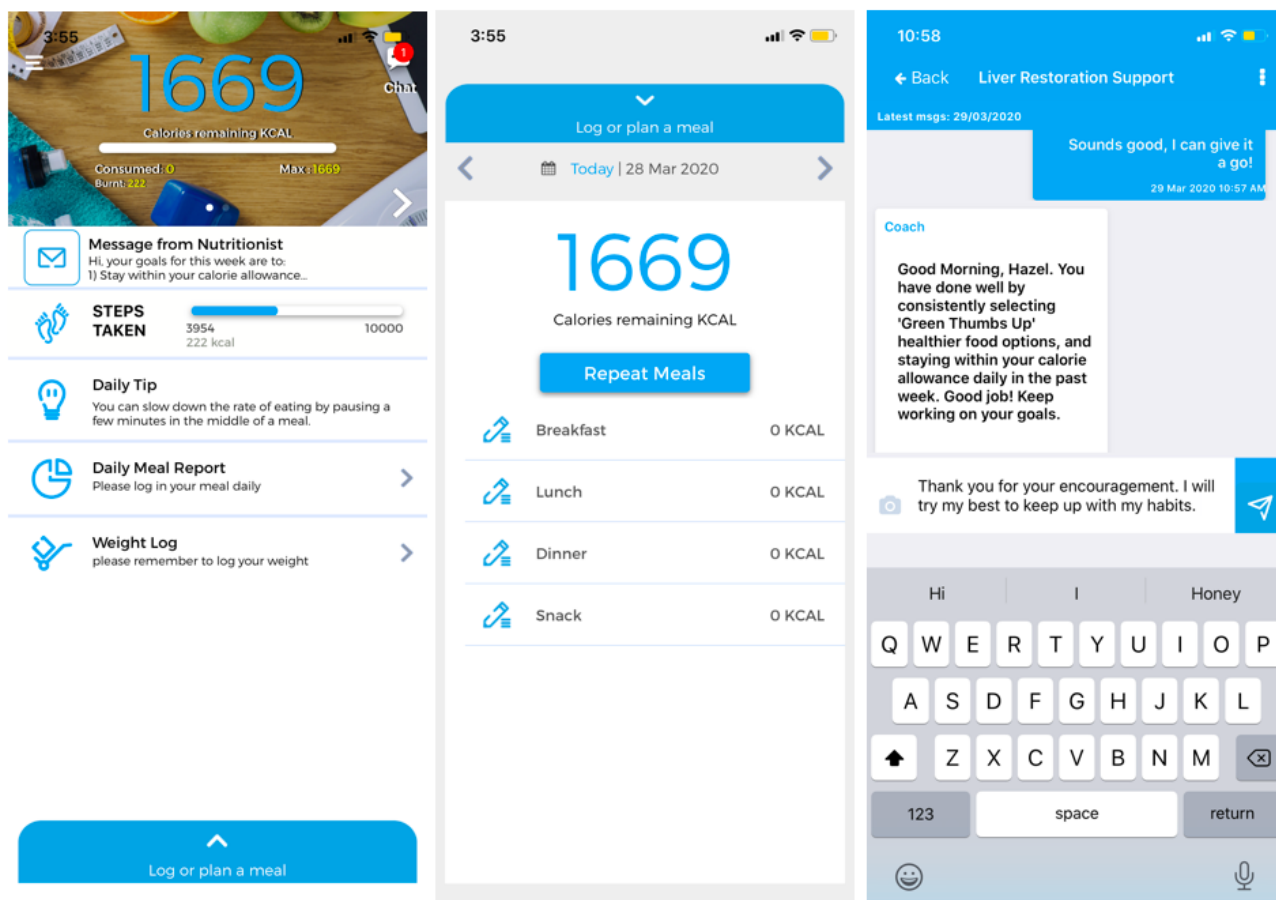 3:55
1
Chat
1669
Calories remaining KCAL
Consumed: 0
Max : 1669
Burnt: 222
Message from Nutritionist
Hi, your goals for this week are to:
1) Stay within your calorie allowance...
STEPS
TAKEN
3954
10000
222 kcal
Daily Tip
You can slow down the rate of eating by pausing a
few minutes in the middle of a meal.
Daily Meal Report
Please log in your meal daily
Weight Log
please remember to log your weight
Log or plan a meal
3:55
Log or plan a meal
Today | 28 Mar 2020
1669
Calories remaining KCAL
Repeat Meals
Breakfast 0 KCAL
Lunch 0 KCAL
Dinner 0 KCAL
Snack 0 KCAL
10:58
Back Liver Restoration Support
Latest msgs: 29/03/2020
Sounds good, I can give it
a go!
29 Mar 2020 10:57 AM
Coach
Good Morning, Hazel. You
have done well by
consistently selecting
'Green Thumbs Up'
healthier food options, and
staying within your calorie
allowance daily in the past
week. Good job! Keep
working on your goals.
Thank you for your encouragement. I will
try my best to keep up with my habits.
Hi I Honey
Q W E R T Y U I O P
A S D F G H J K L
Z X C V B N M
123 space return